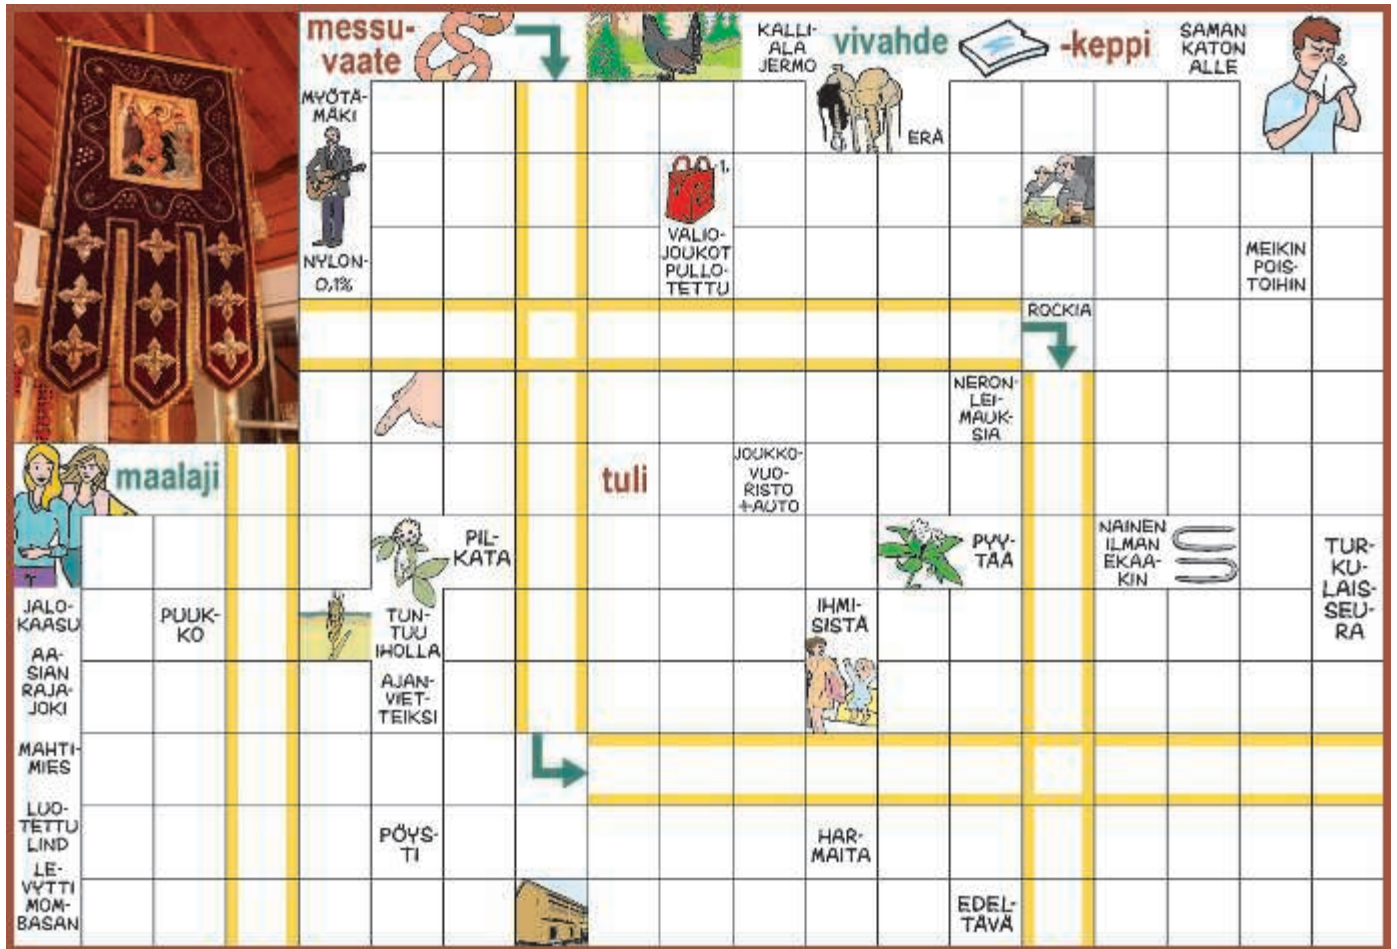 messu-
vaate
KALLI-
ALA
JERMO
vivahde
-keppi
SAMAN
KATON
ALLE
MYÖTÄ-
MÄKI
ERÄ
1.
NYLON-
0,1%
VALIO-
JOUKOT
PULLO-
TETTU
MEIKIN
POIS-
TOIHIN
ROCKIA
NERON-
LEI-
MAUK-
SIA
maalaji
tuli
JOUKKO-
VUO-
RISTO
+AUTO
PIL-
KATA
PYY-
TÄÄ
NAINEN
ILMAN
EKAA-
KIN
TUR-
KU-
LAIS-
SEU-
RA
JALO-
KAASU
PUUK-
KO
TUN-
TUU
IHOLLA
IHMI-
SISTÄ
AA-
SIAN
RAJA-
JOKI
AJAN-
VIET-
TEIKSI
MAHTI-
MIES
LUO-
TETTU
LIND
PÖYS-
TI
HAR-
MAITA
LE-
VYTTI
MOM-
BASAN
EDEL-
TÄVÄ